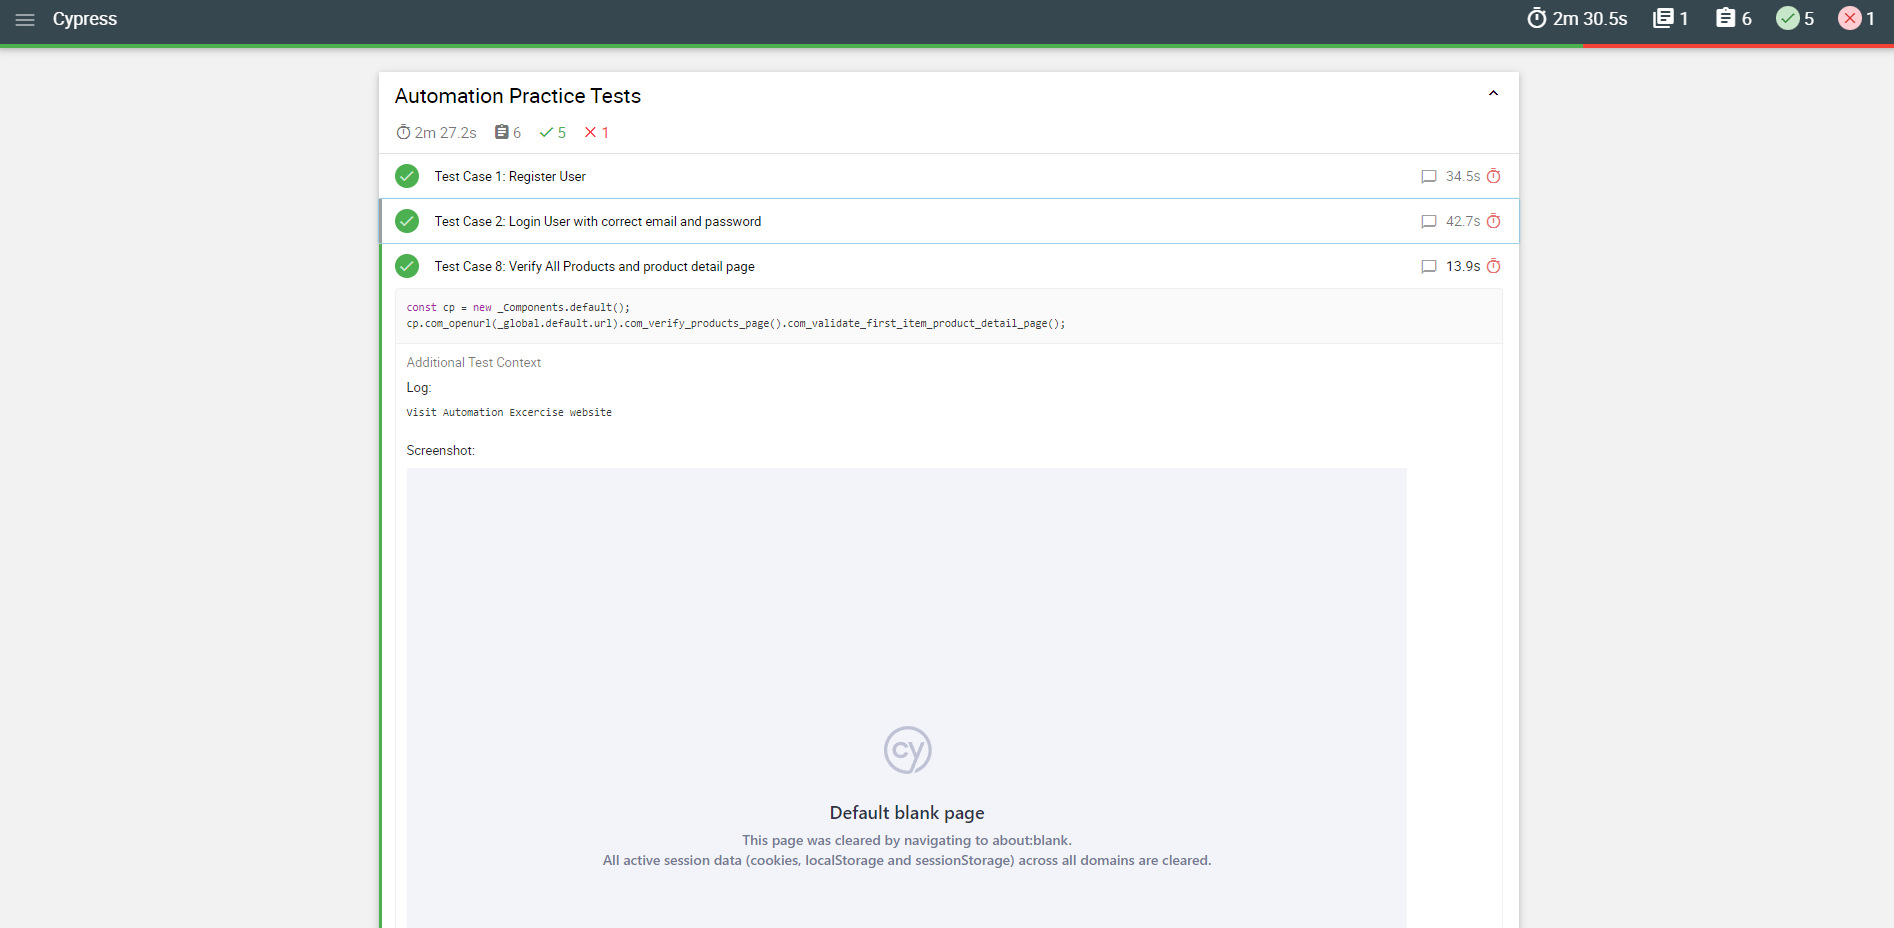 Cypress
2m 30.5s 1 6 5 1
Automation Practice Tests
2m 27.2s 6 5 1
Test Case 1: Register User 34.5s
Test Case 2: Login User with correct email and password 42.7s
Test Case 8: Verify All Products and product detail page 13.9s
const cp = new _Components.default();
cp.com_openurl(_global.default.url).com_verify_products_page().com_validate_first_item_product_detail_page();
Additional Test Context
Log:
Visit Automation Excercise website
Screenshot:
cy
Default blank page
This page was cleared by navigating to about:blank.
All active session data (cookies, localStorage and sessionStorage) across all domains are cleared.